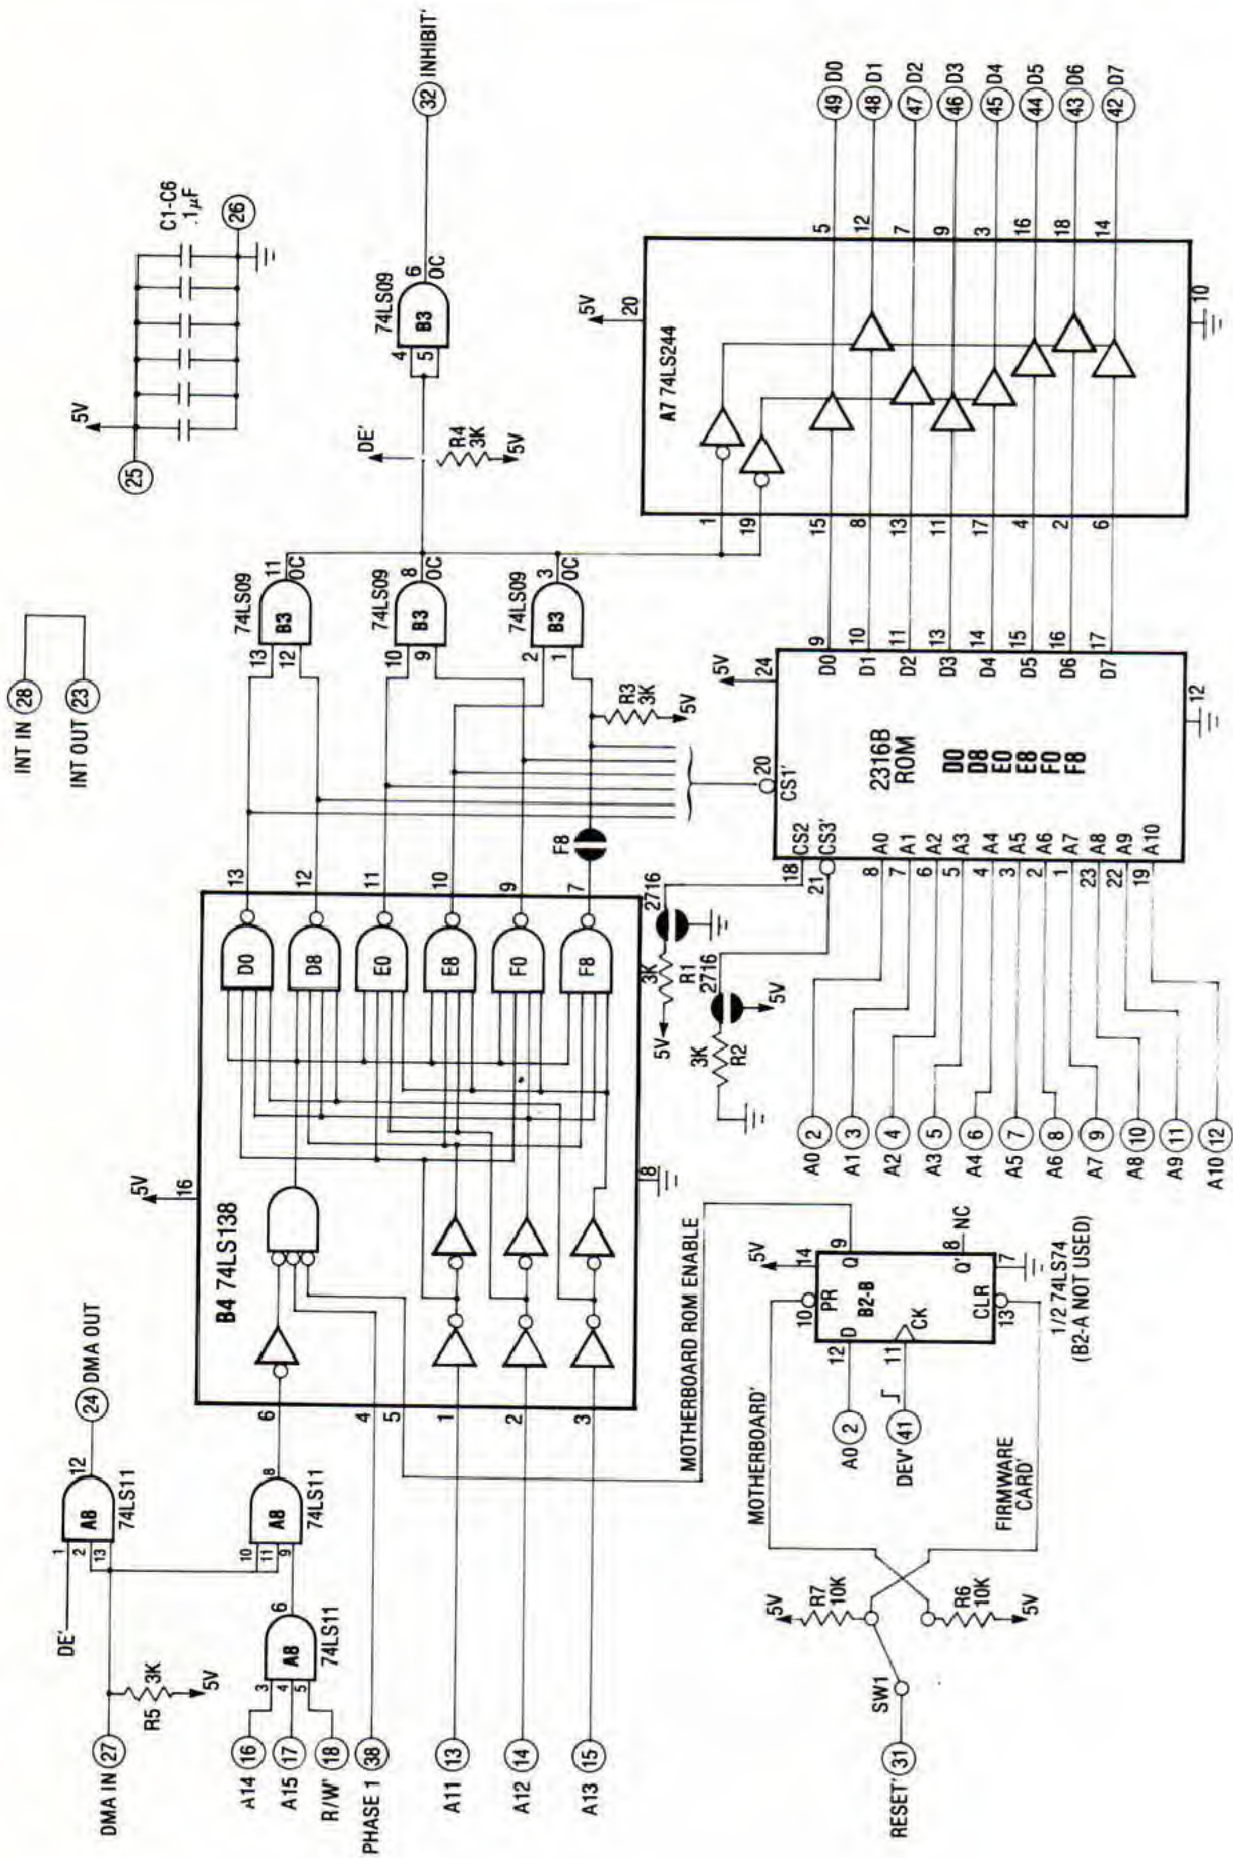 INT IN 28
INT OUT 23
5V
25
C1-C6
.1µF
26
DMA IN 27
R5
3K
5V
DE'
1
2
13
A8
12
74LS11
24 DMA OUT
10
11
9
A8
8
74LS11
A14 16
A15 17
R/W' 18
3
4
5
A8
6
74LS11
PHASE 1 38
A11 13
A12 14
A13 15
B4 74LS138
5V
16
6
4
5
1
2
3
8
D0
D8
E0
E8
F0
F8
13
12
11
10
9
7
F8
R3
3K
5V
74LS09
13
12
B3
11
OC
74LS09
10
9
B3
8
OC
74LS09
2
1
B3
3
OC
DE'
R4
3K
5V
74LS09
4
5
B3
6
OC
32 INHIBIT'
MOTHERBOARD ROM ENABLE
5V
3K
R1
2716
3K
R2
2716
5V
RESET' 31
SW1
5V
R7
10K
R6
10K
5V
MOTHERBOARD'
FIRMWARE
CARD'
A0 2
DEV' 41
5V
14
10
PR
12
D
11
CK
B2-B
Q
9
Q'
8
NC
CLR
13
7
1/2 74LS74
(B2-A NOT USED)
A0 2
A1 3
A2 4
A3 5
A4 6
A5 7
A6 8
A7 9
A8 10
A9 11
A10 12
5V
24
20
CS1'
18
CS2
21
CS3'
8
A0
7
A1
6
A2
5
A3
4
A4
3
A5
2
A6
1
A7
23
A8
22
A9
19
A10
2316B
ROM
D0
D8
E0
E8
F0
F8
12
D0
9
D1
10
D2
11
D3
13
D4
14
D5
15
D6
16
D7
17
5V
20
A7 74LS244
1
19
15
8
13
11
17
4
2
6
10
5
12
7
9
3
16
18
14
49 D0
48 D1
47 D2
46 D3
45 D4
44 D5
43 D6
42 D7